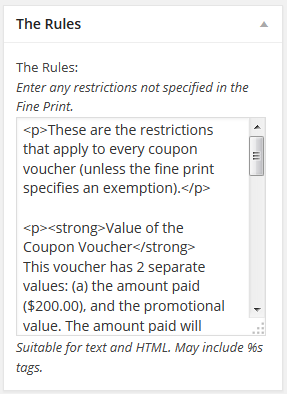 The Rules
The Rules:
Enter any restrictions not specified in the
Fine Print.
<p>These are the restrictions
that apply to every coupon
voucher (unless the fine print
specifies an exemption).</p>
<p><strong>Value of the
Coupon Voucher</strong>
This voucher has 2 separate
values: (a) the amount paid
($200.00), and the promotional
value. The amount paid will
Suitable for text and HTML. May include %s
tags.